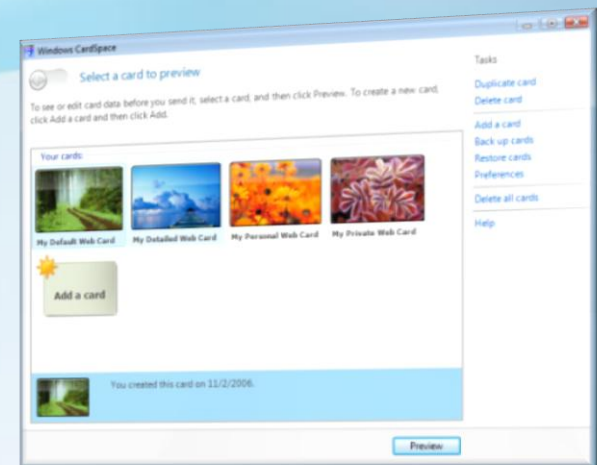 Windows CardSpace
Select a card to preview
To see or edit card data before you send it, select a card, and then click Preview. To create a new card,
click Add a card and then click Add.
Your cards:
My Default Web Card
My Detailed Web Card
My Personal Web Card
My Private Web Card
Add a card
You created this card on 11/2/2006.
Preview
Tasks
Duplicate card
Delete card
Add a card
Back up cards
Restore cards
Preferences
Delete all cards
Help